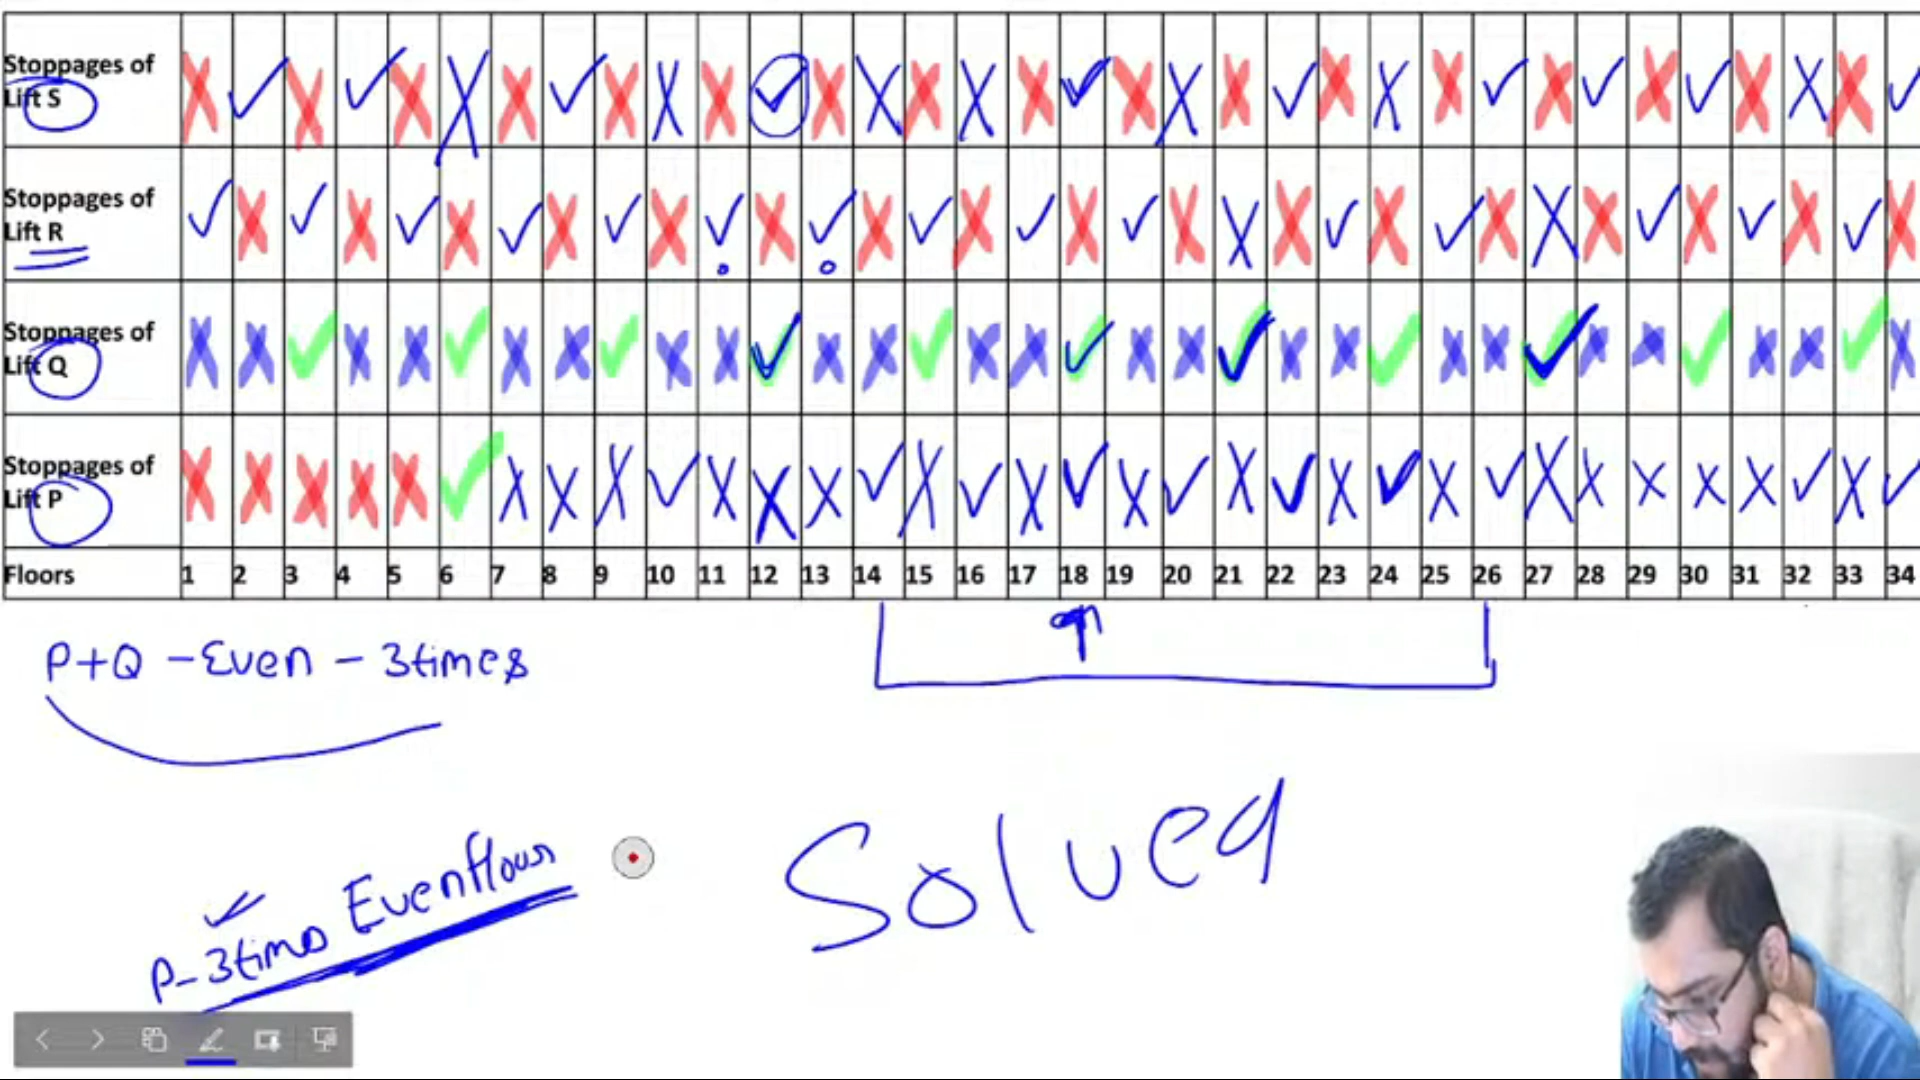 Stoppages of
Lift S
Stoppages of
Lift R
Stoppages of
Lift Q
Stoppages of
Lift P
Floors 1 2 3 4 5 6 7 8 9 10 11 12 13 14 15 16 17 18 19 20 21 22 23 24 25 26 27 28 29 30 31 32 33 34
P+Q - Even - 3times
P-3times
Solved